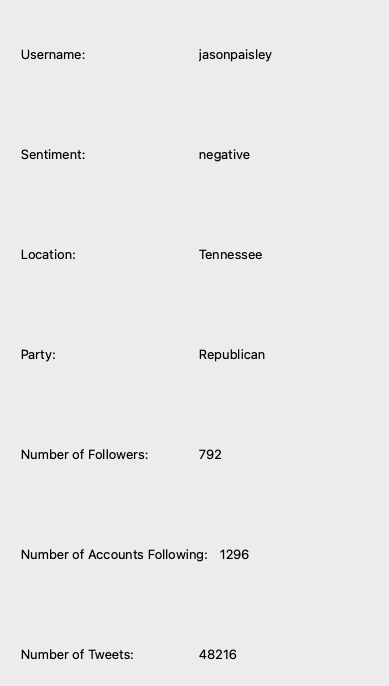 Username: jasonpaisley
Sentiment: negative
Location: Tennessee
Party: Republican
Number of Followers: 792
Number of Accounts Following: 1296
Number of Tweets: 48216